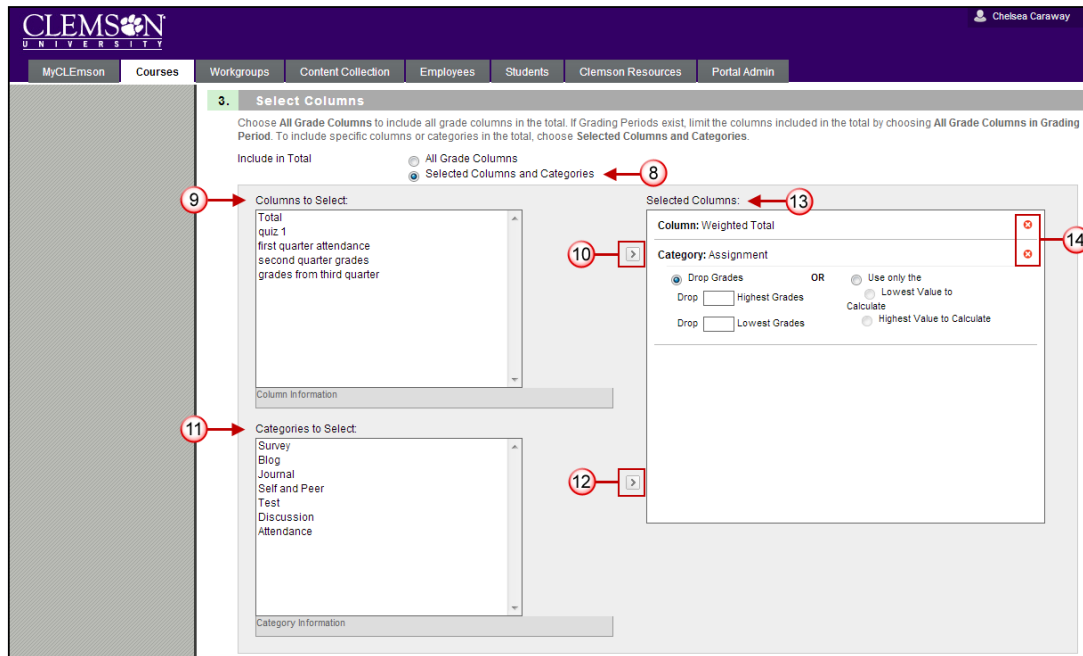 Chelsea Caraway
CLEMSON
UNIVERSITY
MyCLEmson Courses Workgroups Content Collection Employees Students Clemson Resources Portal Admin
3. Select Columns
Choose All Grade Columns to include all grade columns in the total. If Grading Periods exist, limit the columns included in the total by choosing All Grade Columns in Grading
Period. To include specific columns or categories in the total, choose Selected Columns and Categories.
Include in Total
All Grade Columns
Selected Columns and Categories
8
9
Columns to Select:
Total
quiz 1
first quarter attendance
second quarter grades
grades from third quarter
Column Information
10
11
Categories to Select:
Survey
Blog
Journal
Self and Peer
Test
Discussion
Attendance
Category Information
12
Selected Columns:
13
Column: Weighted Total
14
Category: Assignment
Drop Grades OR Use only the
Drop Highest Grades
Lowest Value to
Calculate
Drop Lowest Grades
Highest Value to Calculate